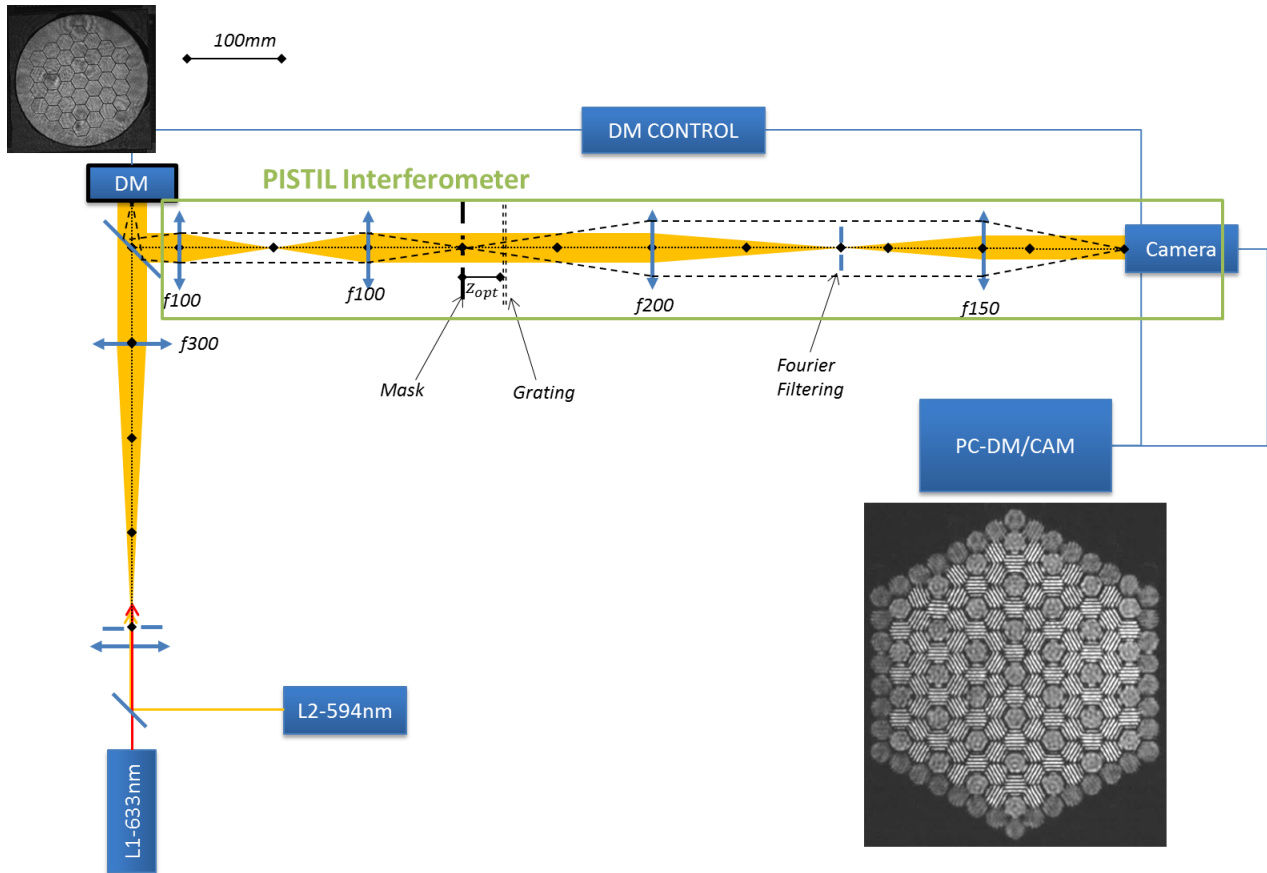 100mm
DM CONTROL
PISTIL Interferometer
DM
Camera
Z_opt
f100
f100
f200
f150
f300
Mask
Grating
Fourier
Filtering
PC-DM/CAM
L2-594nm
L1-633nm